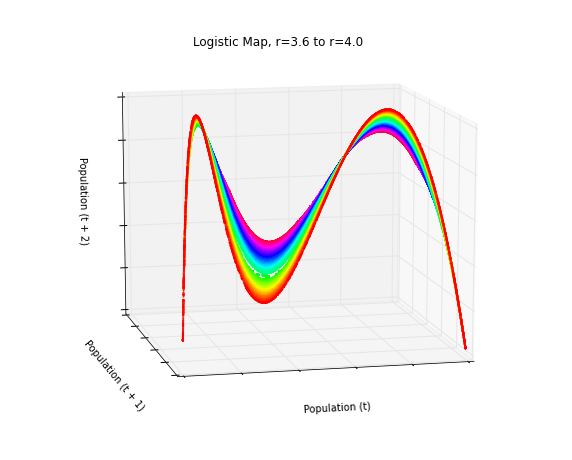 Logistic Map, r=3.6 to r=4.0
Population (t + 2)
Population (t + 1)
Population (t)